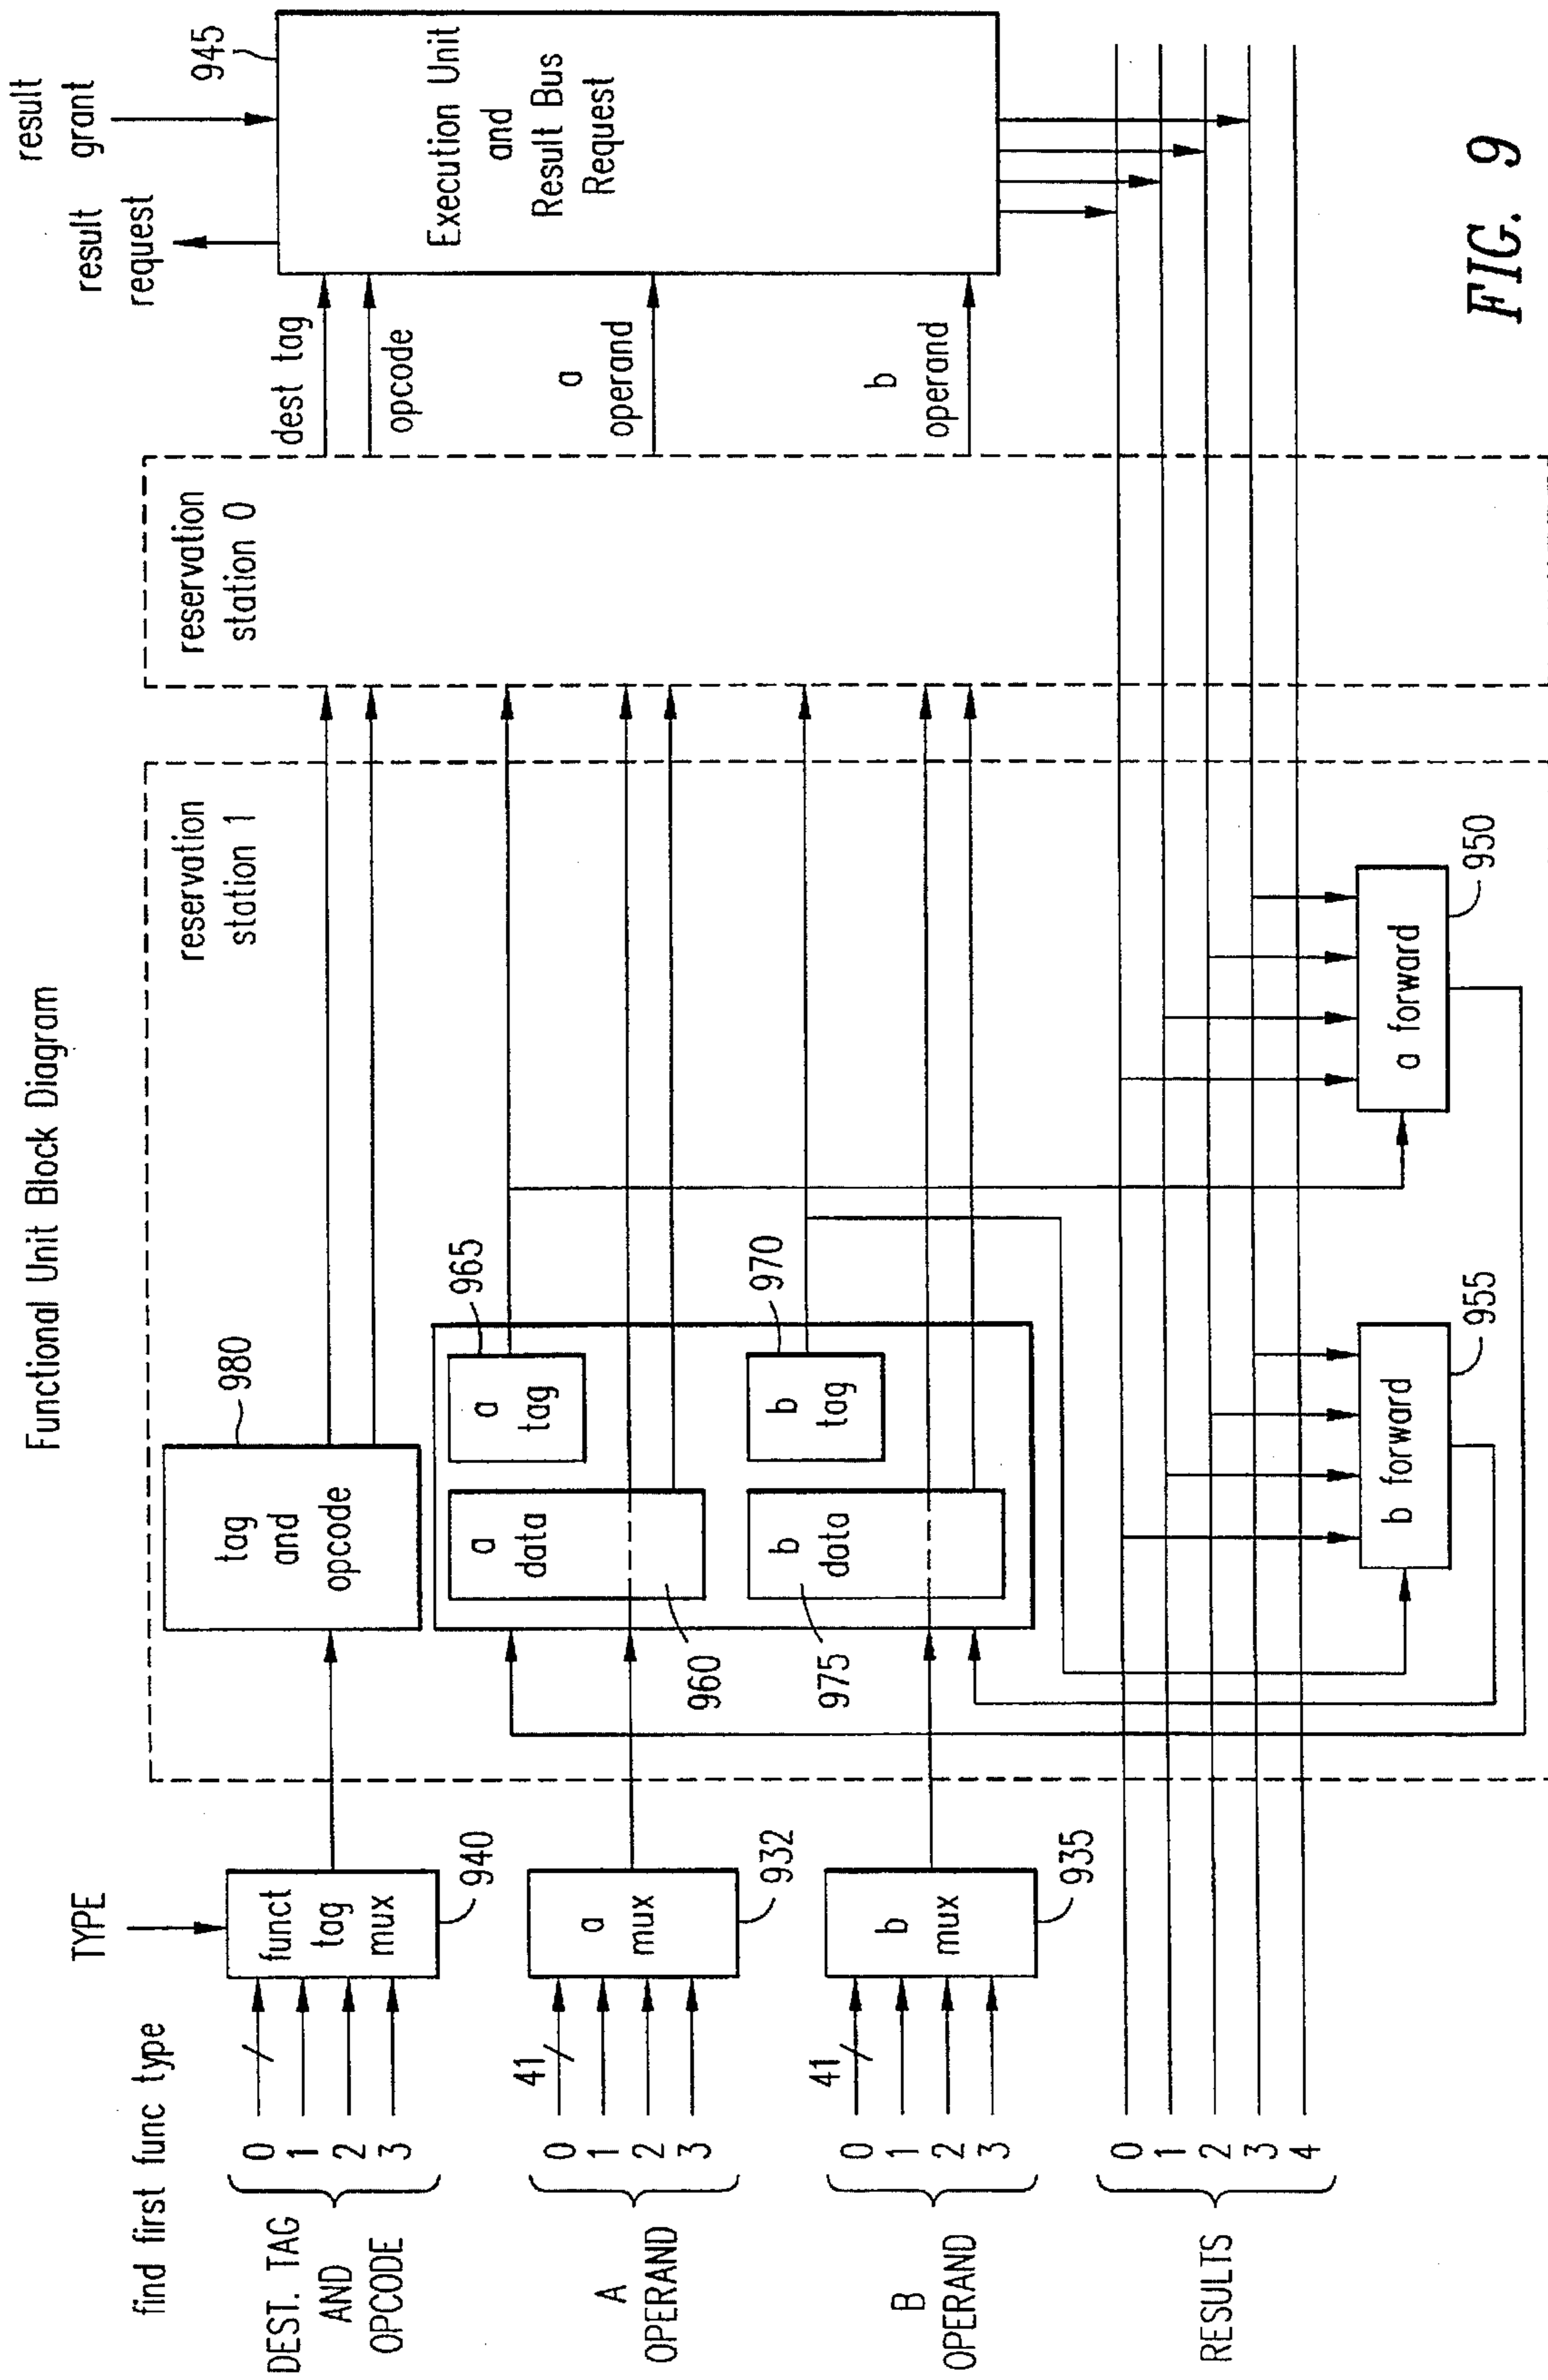 Functional Unit Block Diagram
find first func type
TYPE
DEST. TAG
AND
OPCODE
0
1
2
3
funct
tag
mux
940
A
OPERAND
41
0
1
2
3
a
mux
932
B
OPERAND
41
0
1
2
3
b
mux
935
RESULTS
0
1
2
3
4
reservation
station 1
tag
and
opcode
980
a
data
960
a
tag
965
b
data
975
b
tag
970
b forward
955
a forward
950
reservation
station 0
dest tag
opcode
a
operand
b
operand
result
request
result
grant
945
Execution Unit
and
Result Bus
Request
FIG. 9